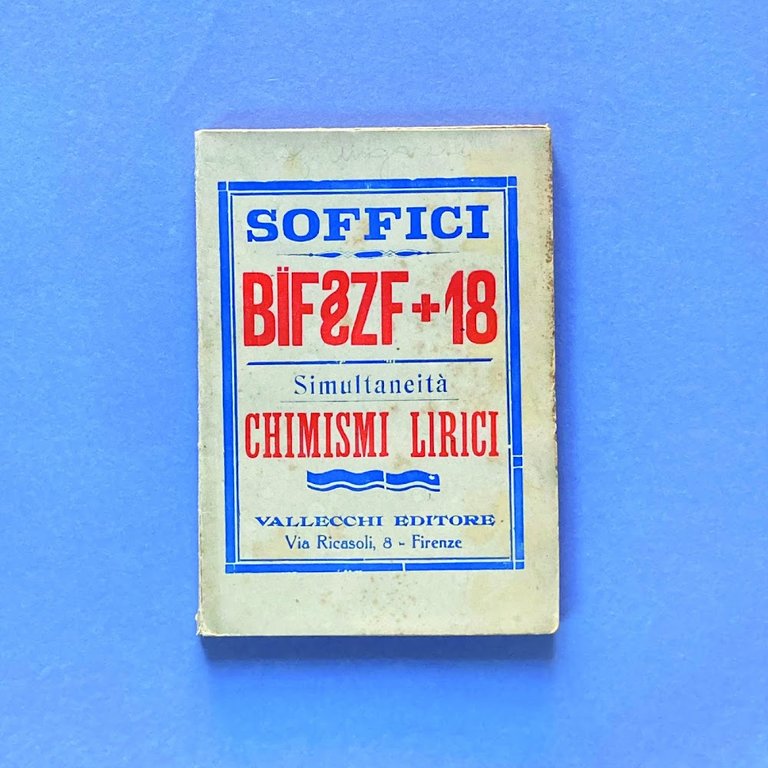 SOFFICI
BÏF§ZF+18
Simultaneità
CHIMISMI LIRICI
VALLECCHI EDITORE
Via Ricasoli, 8 - Firenze